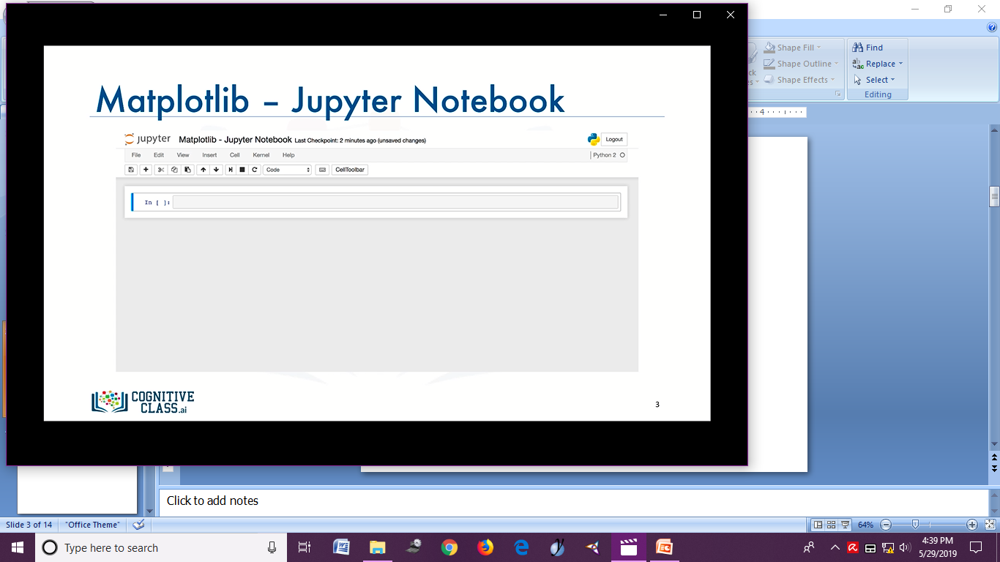 Matplotlib – Jupyter Notebook
jupyter Matplotlib - Jupyter Notebook Last Checkpoint: 2 minutes ago (unsaved changes) Logout
File Edit View Insert Cell Kernel Help Python 2
Code CellToolbar
In [ ]:
COGNITIVE
CLASS.ai
3
Shape Fill
Shape Outline
Shape Effects
Find
Replace
Select
Editing
4
Click to add notes
Slide 3 of 14 "Office Theme" 64%
Type here to search
4:39 PM
5/29/2019